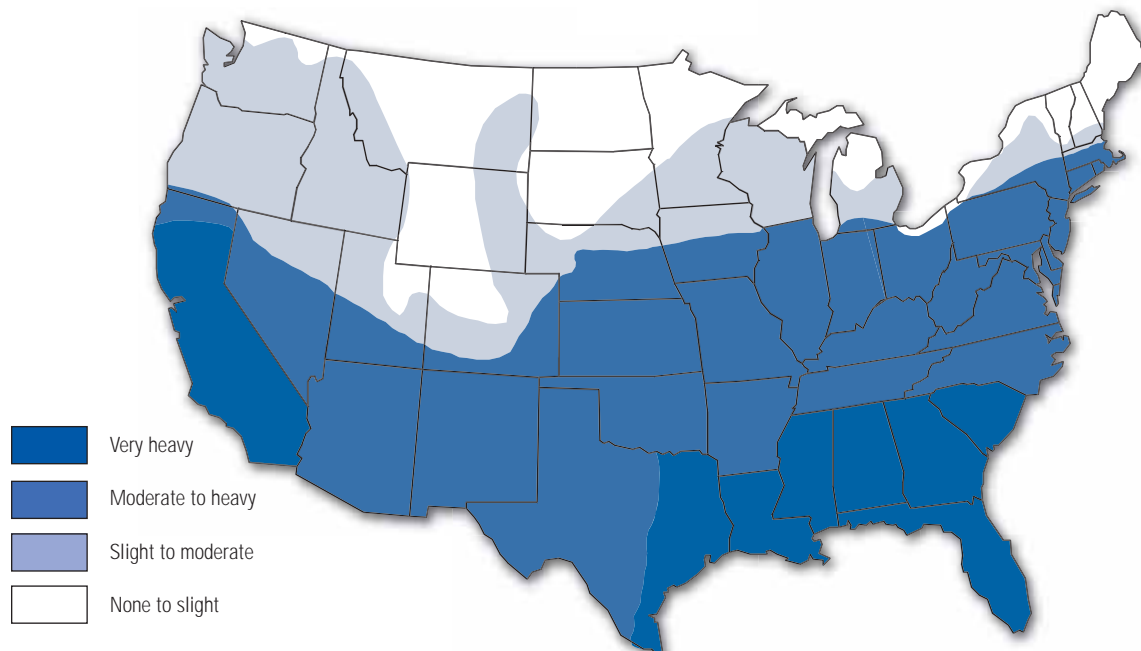 Very heavy
Moderate to heavy
Slight to moderate
None to slight